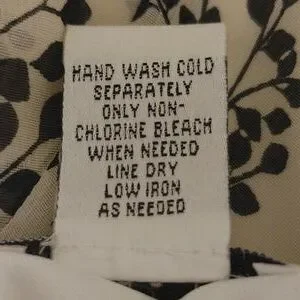 HAND WASH COLD
SEPARATELY
ONLY NON-
CHLORINE BLEACH
WHEN NEEDED
LINE DRY
LOW IRON
AS NEEDED